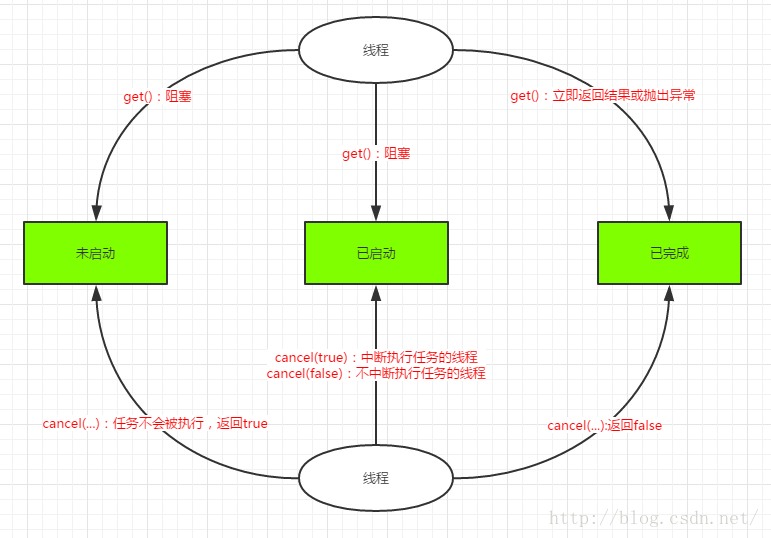 线程
get()：阻塞
get()：立即返回结果或抛出异常
get()：阻塞
未启动
已启动
已完成
cancel(true)：中断执行任务的线程
cancel(false)：不中断执行任务的线程
cancel(...)：任务不会被执行，返回true
cancel(...):返回false
线程
http://blog.csdn.net/